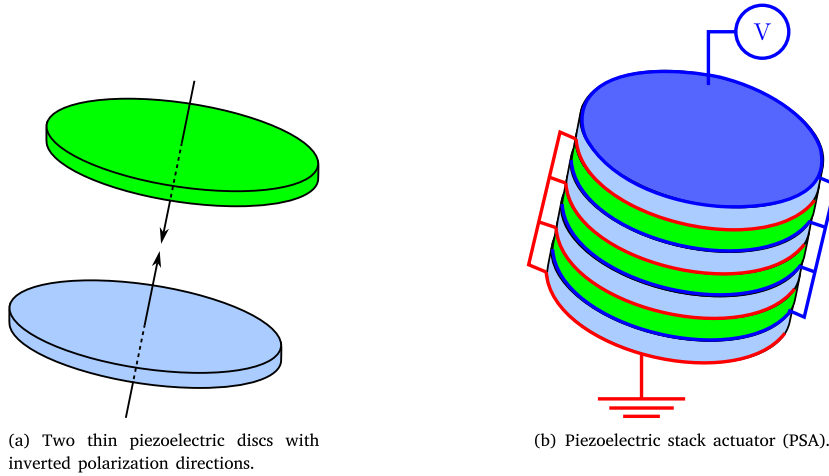 V
(a) Two thin piezoelectric discs with
inverted polarization directions.
(b) Piezoelectric stack actuator (PSA).